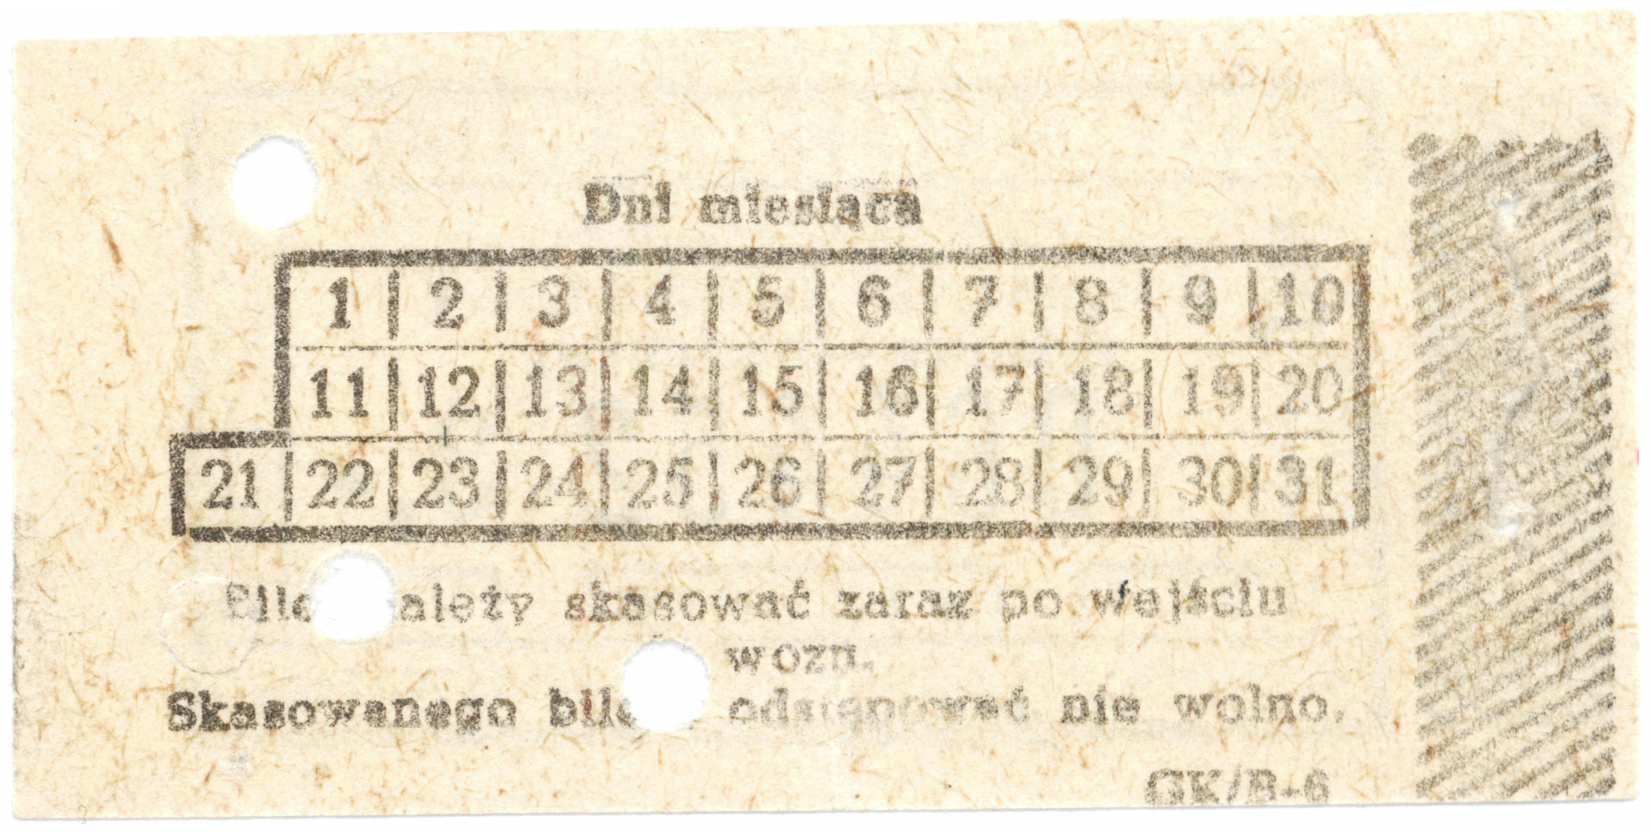 Dni miesiąca
1 2 3 4 5 6 7 8 9 10
11 12 13 14 15 16 17 18 19 20
21 22 23 24 25 26 27 28 29 30 31
ależy skasować zaraz po wejściu
wozu.
Skasowanego odstępować nie wolno.
GK/B-6